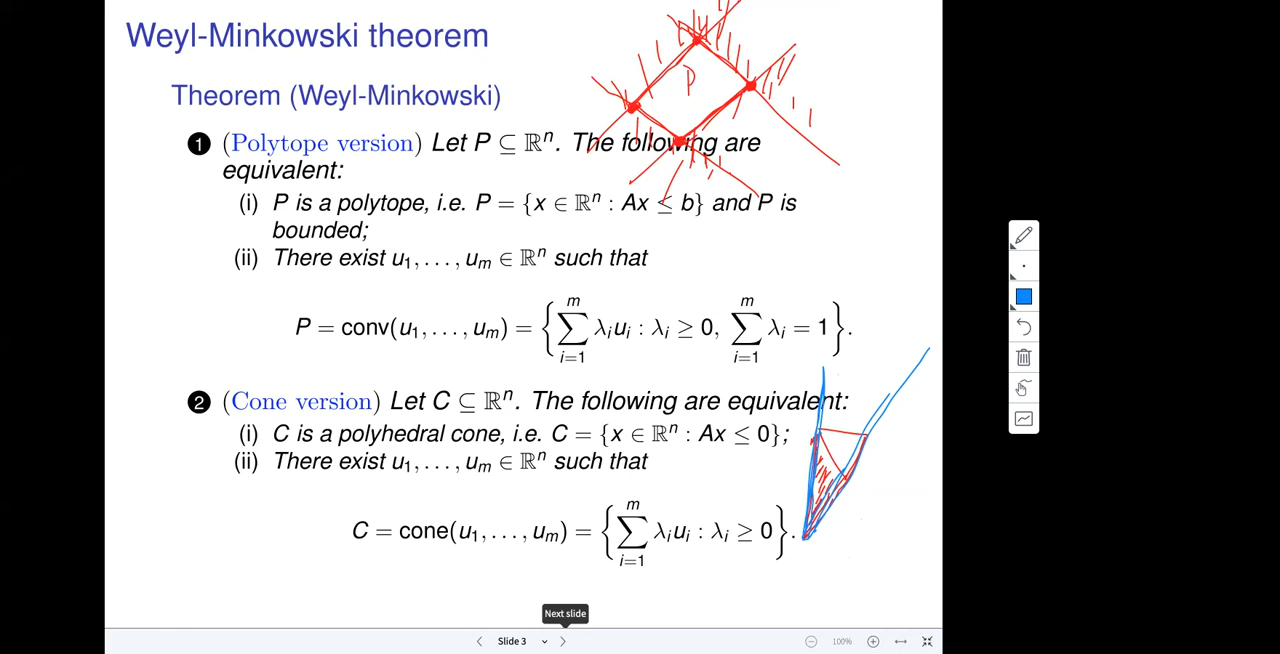 Weyl-Minkowski theorem
Theorem (Weyl-Minkowski)
P
1 (Polytope version) Let P ⊆ ℝⁿ. The following are
equivalent:
(i) P is a polytope, i.e. P = {x ∈ ℝⁿ : Ax ≤ b} and P is
bounded;
(ii) There exist u₁, . . . , uₘ ∈ ℝⁿ such that
P = conv(u₁, . . . , uₘ) = { ∑ᵢ₌₁ᵐ λᵢuᵢ : λᵢ ≥ 0, ∑ᵢ₌₁ᵐ λᵢ = 1 }.
2 (Cone version) Let C ⊆ ℝⁿ. The following are equivalent:
(i) C is a polyhedral cone, i.e. C = {x ∈ ℝⁿ : Ax ≤ 0};
(ii) There exist u₁, . . . , uₘ ∈ ℝⁿ such that
C = cone(u₁, . . . , uₘ) = { ∑ᵢ₌₁ᵐ λᵢuᵢ : λᵢ ≥ 0 }.
Next slide
Slide 3
100%